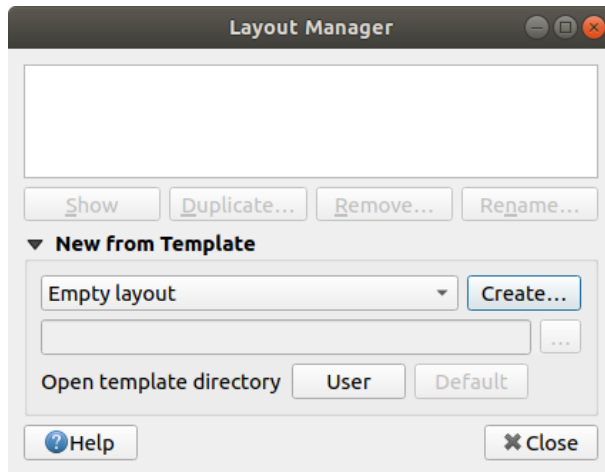 Layout Manager
Show Duplicate... Remove... Rename...
New from Template
Empty layout Create...
...
Open template directory User Default
Help Close